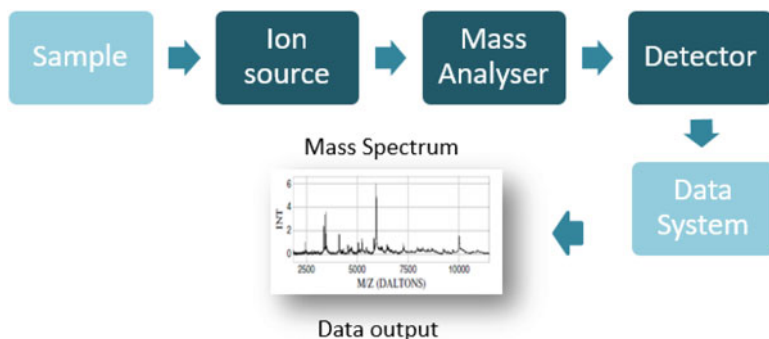 Sample
Ion
source
Mass
Analyser
Detector
Data
System
Mass Spectrum
INT
6
4
2
0
2500
5000
7500
10000
M/Z (DALTONS)
Data output